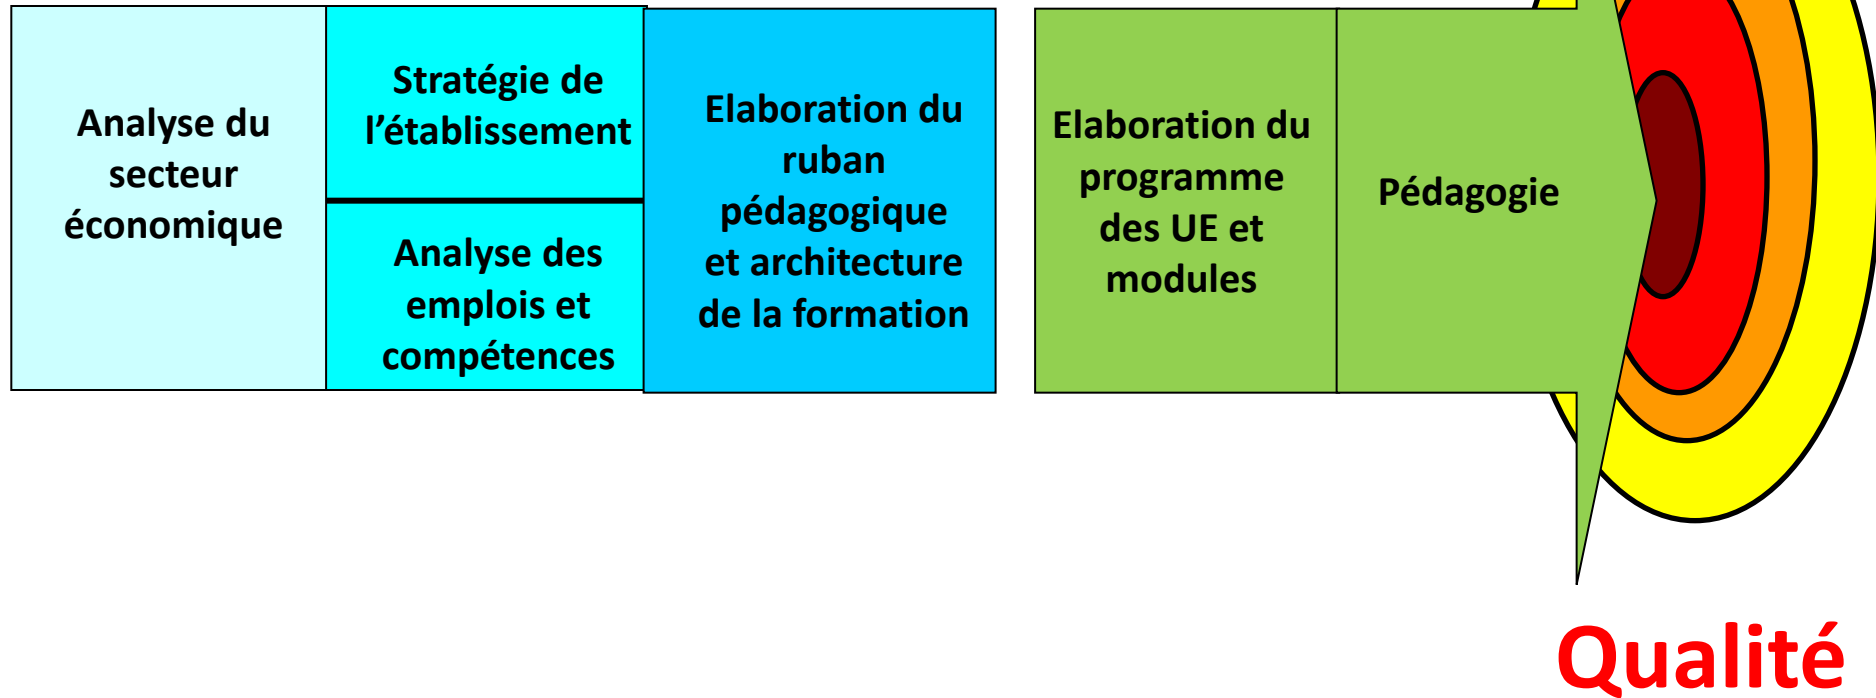 Analyse du
secteur
économique
Stratégie de
l’établissement
Analyse des
emplois et
compétences
Elaboration du
ruban
pédagogique
et architecture
de la formation
Elaboration du
programme
des UE et
modules
Pédagogie
Qualité